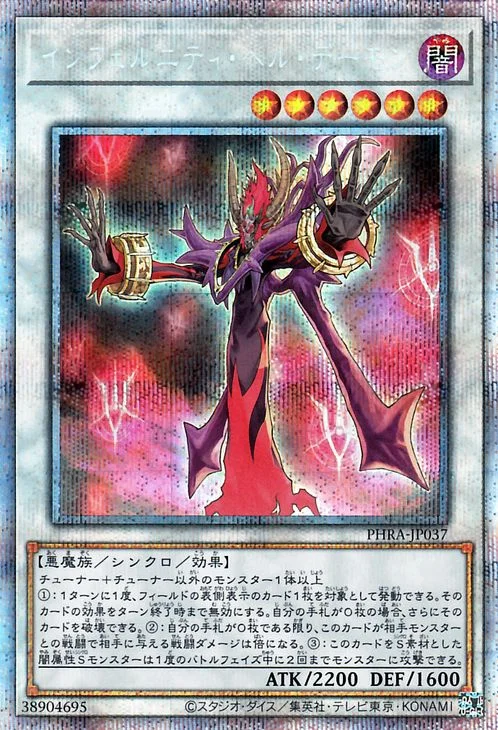 インフェルニティ・ヘル・デーモン
闇
PHRA-JP037
【悪魔族／シンクロ／効果】
チューナー＋チューナー以外のモンスター1体以上
①：1ターンに1度、フィールドの表側表示のカード1枚を対象として発動できる。その
カードの効果をターン終了時まで無効にする。自分の手札が0枚の場合、さらにその
カードを破壊できる。②：自分の手札が0枚である限り、このカードが相手モンスター
との戦闘で相手に与える戦闘ダメージは倍になる。③：このカードをS素材とした
闇属性Sモンスターは1度のバトルフェイズ中に2回までモンスターに攻撃できる。
ATK/2200 DEF/1600
38904695
©スタジオ・ダイス／集英社・テレビ東京・KONAMI